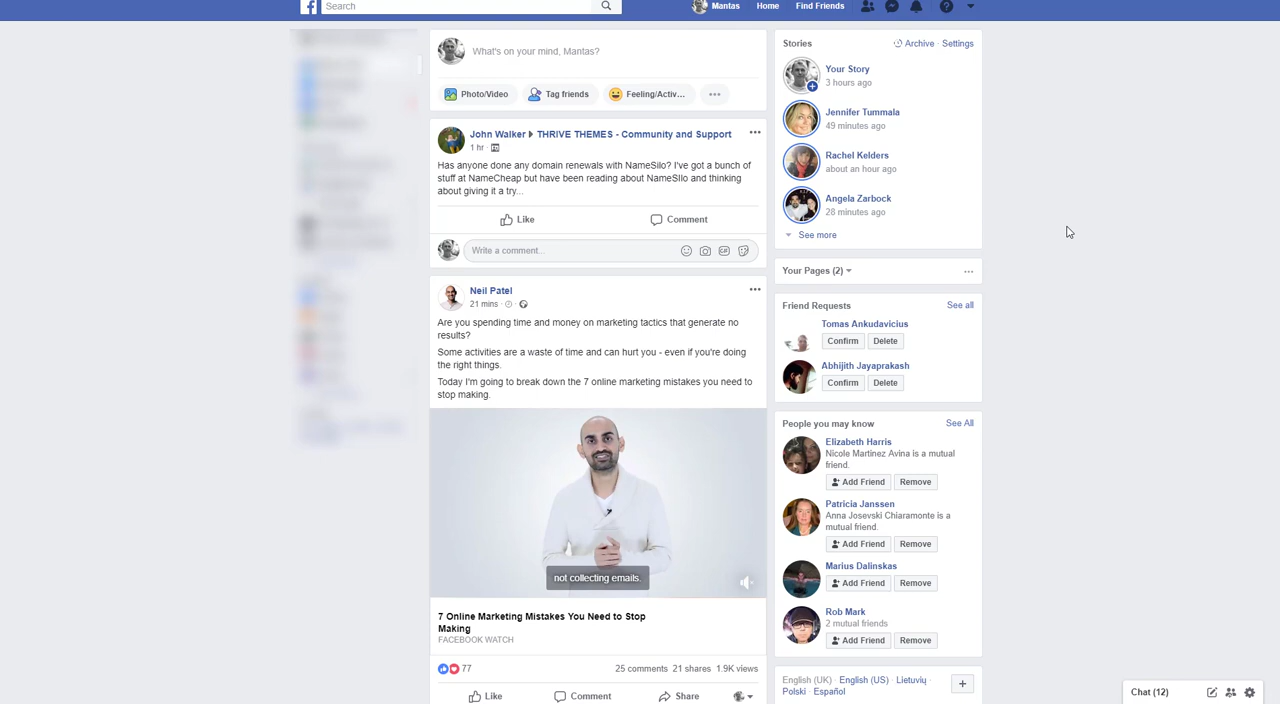 Search
Mantas Home Find Friends
What's on your mind, Mantas?
Photo/Video Tag friends Feeling/Activ... •••
John Walker THRIVE THEMES - Community and Support
1 hr ·
Has anyone done any domain renewals with NameSilo? I've got a bunch of
stuff at NameCheap but have been reading about NameSIlo and thinking
about giving it a try...
Like Comment
Write a comment...
Neil Patel
21 mins · ·
Are you spending time and money on marketing tactics that generate no
results?
Some activities are a waste of time and can hurt you - even if you're doing
the right things.
Today I'm going to break down the 7 online marketing mistakes you need to
stop making.
not collecting emails.
7 Online Marketing Mistakes You Need to Stop
Making
FACEBOOK WATCH
77 25 comments 21 shares 1.9K views
Like Comment Share
Stories Archive · Settings
Your Story
3 hours ago
Jennifer Tummala
49 minutes ago
Rachel Kelders
about an hour ago
Angela Zarbock
28 minutes ago
See more
Your Pages (2)
Friend Requests See all
Tomas Ankudavicius
Confirm Delete
Abhijith Jayaprakash
Confirm Delete
People you may know See All
Elizabeth Harris
Nicole Martinez Avina is a mutual
friend.
Add Friend Remove
Patricia Janssen
Anna Josevski Chiaramonte is a
mutual friend.
Add Friend Remove
Marius Dalinskas
Add Friend Remove
Rob Mark
2 mutual friends
Add Friend Remove
English (UK) · English (US) · Lietuvių ·
Polski · Español
Chat (12)